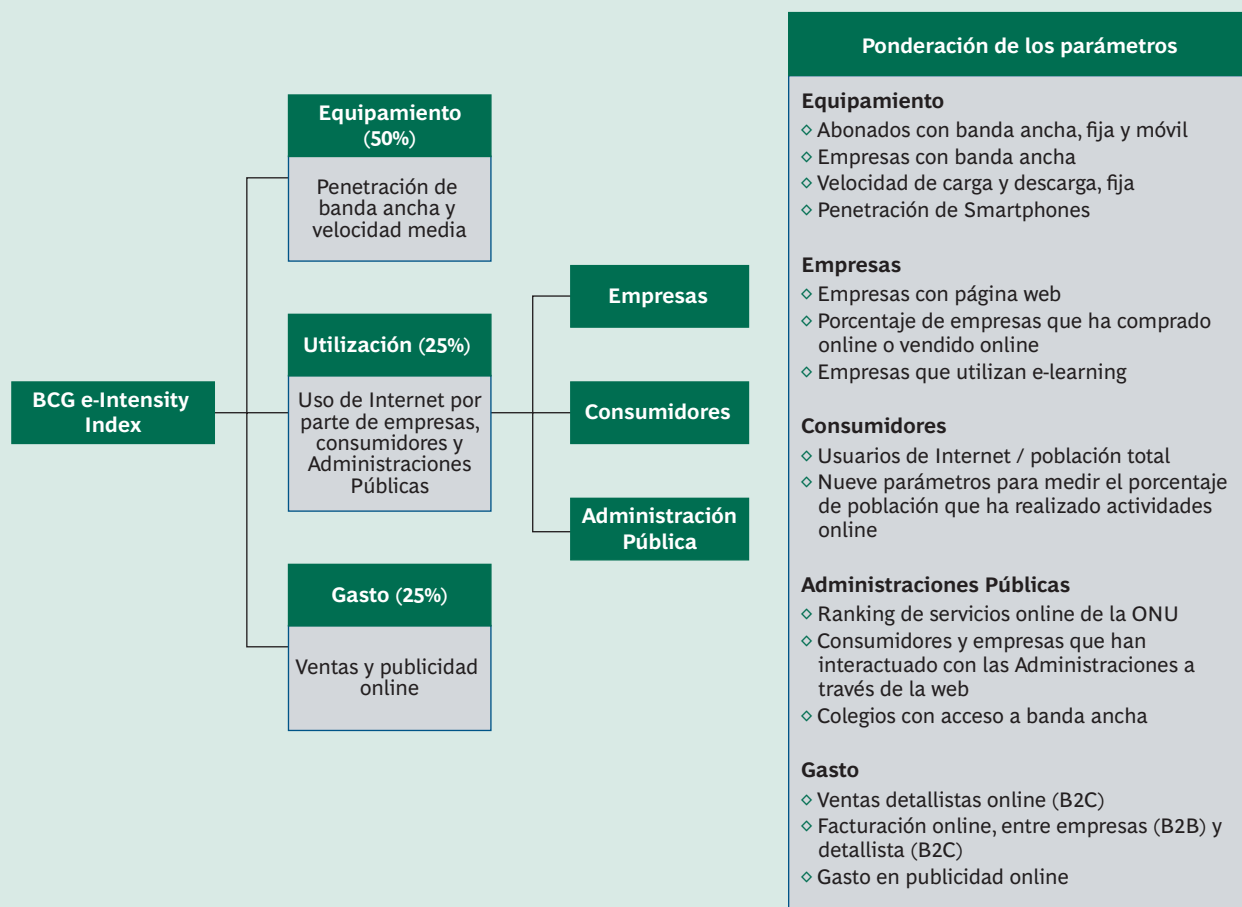 BCG e-Intensity
Index
Equipamiento
(50%)
Penetración de
banda ancha y
velocidad media
Utilización (25%)
Uso de Internet por
parte de empresas,
consumidores y
Administraciones
Públicas
Gasto (25%)
Ventas y publicidad
online
Empresas
Consumidores
Administración
Pública
Ponderación de los parámetros
Equipamiento
◇ Abonados con banda ancha, fija y móvil
◇ Empresas con banda ancha
◇ Velocidad de carga y descarga, fija
◇ Penetración de Smartphones
Empresas
◇ Empresas con página web
◇ Porcentaje de empresas que ha comprado
online o vendido online
◇ Empresas que utilizan e-learning
Consumidores
◇ Usuarios de Internet / población total
◇ Nueve parámetros para medir el porcentaje
de población que ha realizado actividades
online
Administraciones Públicas
◇ Ranking de servicios online de la ONU
◇ Consumidores y empresas que han
interactuado con las Administraciones a
través de la web
◇ Colegios con acceso a banda ancha
Gasto
◇ Ventas detallistas online (B2C)
◇ Facturación online, entre empresas (B2B) y
detallista (B2C)
◇ Gasto en publicidad online